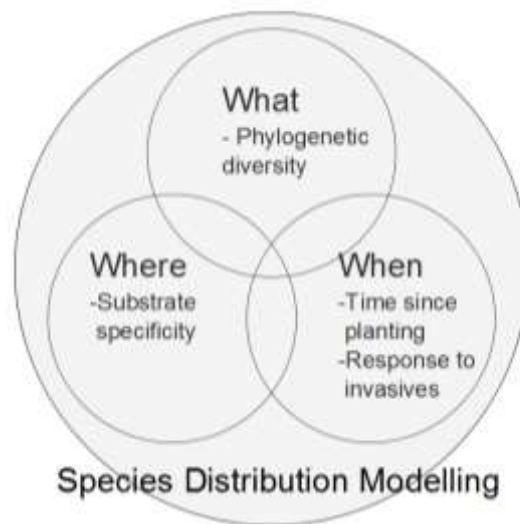 What
- Phylogenetic
diversity
Where
-Substrate
specificity
When
-Time since
planting
-Response to
invasives
Species Distribution Modelling